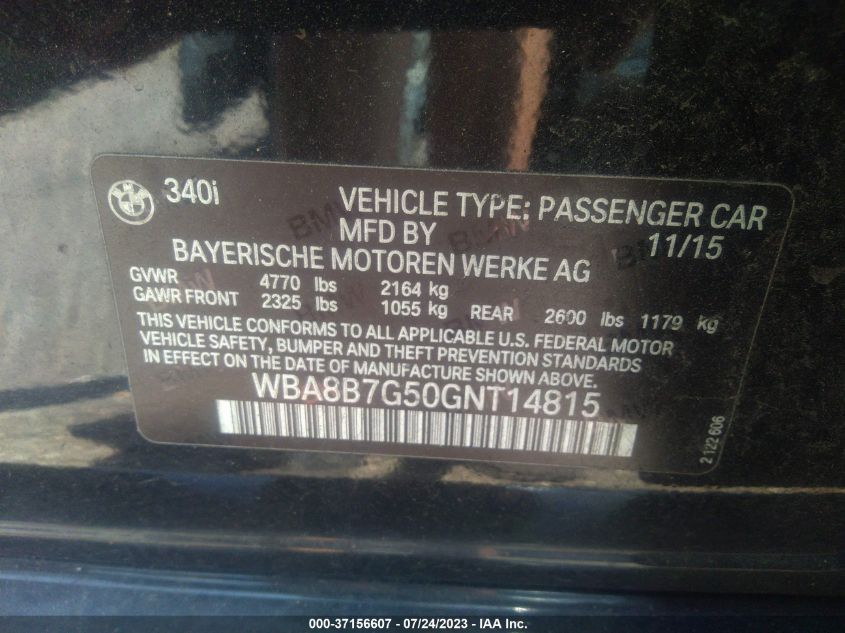 340i VEHICLE TYPE: PASSENGER CAR
MFD BY 11/15
BAYERISCHE MOTOREN WERKE AG
GVWR 4770 lbs 2164 kg
GAWR FRONT 2325 lbs 1055 kg REAR 2600 lbs 1179 kg
THIS VEHICLE CONFORMS TO ALL APPLICABLE U.S. FEDERAL MOTOR
VEHICLE SAFETY, BUMPER AND THEFT PREVENTION STANDARDS
IN EFFECT ON THE DATE OF MANUFACTURE SHOWN ABOVE.
WBA8B7G50GNT14815
2 122 606
000-37156607 - 07/24/2023 - IAA Inc.